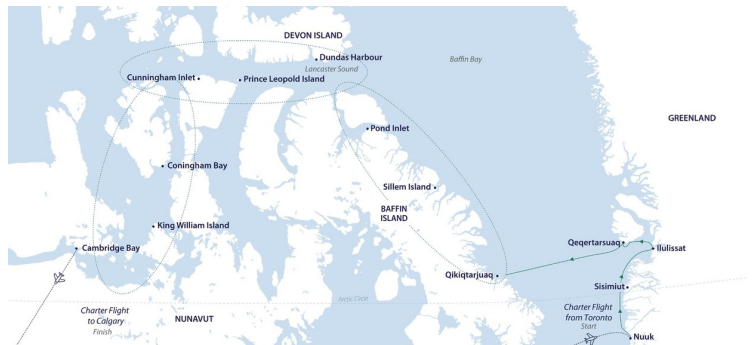 DEVON ISLAND
Dundas Harbour
Baffin Bay
Lancaster Sound
Cunningham Inlet
Prince Leopold Island
GREENLAND
Pond Inlet
Coningham Bay
Sillem Island
BAFFIN
ISLAND
King William Island
Cambridge Bay
Qeqertarsuaq
Ilulissat
Qikiqtarjuaq
Sisimiut
Arctic Circle
Charter Flight
to Calgary
Finish
NUNAVUT
Charter Flight
from Toronto
Start
Nuuk